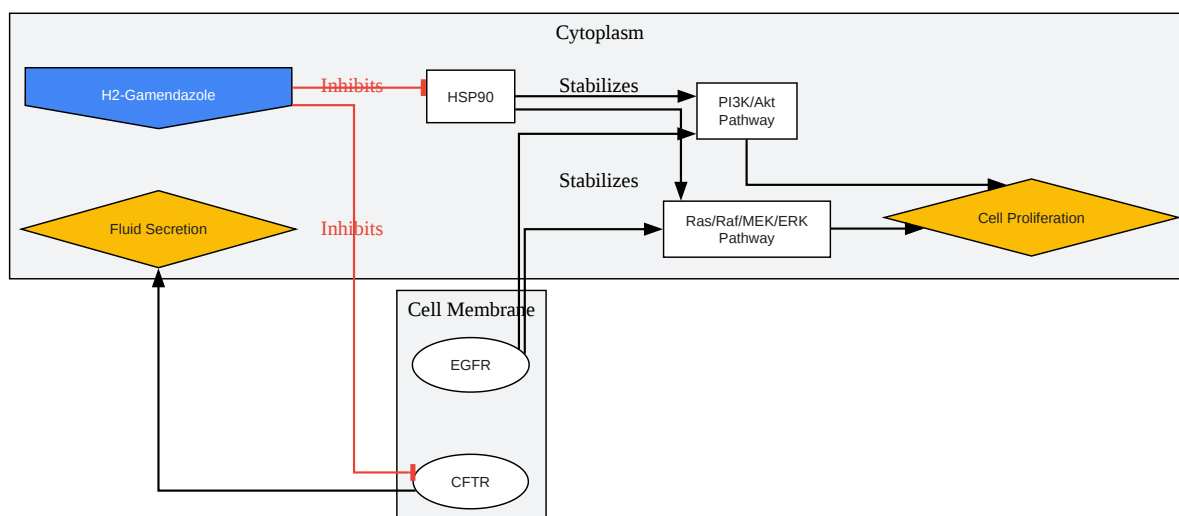 Cytoplasm
H2-Gamendazole
Inhibits
HSP90
Stabilizes
PI3K/Akt
Pathway
Stabilizes
Fluid Secretion
Inhibits
Ras/Raf/MEK/ERK
Pathway
Cell Proliferation
Cell Membrane
EGFR
CFTR